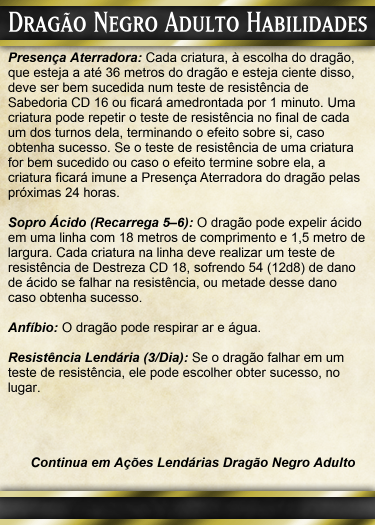 Dragão Negro Adulto Habilidades
Presença Aterradora: Cada criatura, à escolha do dragão,
que esteja a até 36 metros do dragão e esteja ciente disso,
deve ser bem sucedida num teste de resistência de
Sabedoria CD 16 ou ficará amedrontada por 1 minuto. Uma
criatura pode repetir o teste de resistência no final de cada
um dos turnos dela, terminando o efeito sobre si, caso
obtenha sucesso. Se o teste de resistência de uma criatura
for bem sucedido ou caso o efeito termine sobre ela, a
criatura ficará imune a Presença Aterradora do dragão pelas
próximas 24 horas.
Sopro Ácido (Recarrega 5–6): O dragão pode expelir ácido
em uma linha com 18 metros de comprimento e 1,5 metro de
largura. Cada criatura na linha deve realizar um teste de
resistência de Destreza CD 18, sofrendo 54 (12d8) de dano
de ácido se falhar na resistência, ou metade desse dano
caso obtenha sucesso.
Anfíbio: O dragão pode respirar ar e água.
Resistência Lendária (3/Dia): Se o dragão falhar em um
teste de resistência, ele pode escolher obter sucesso, no
lugar.
Continua em Ações Lendárias Dragão Negro Adulto